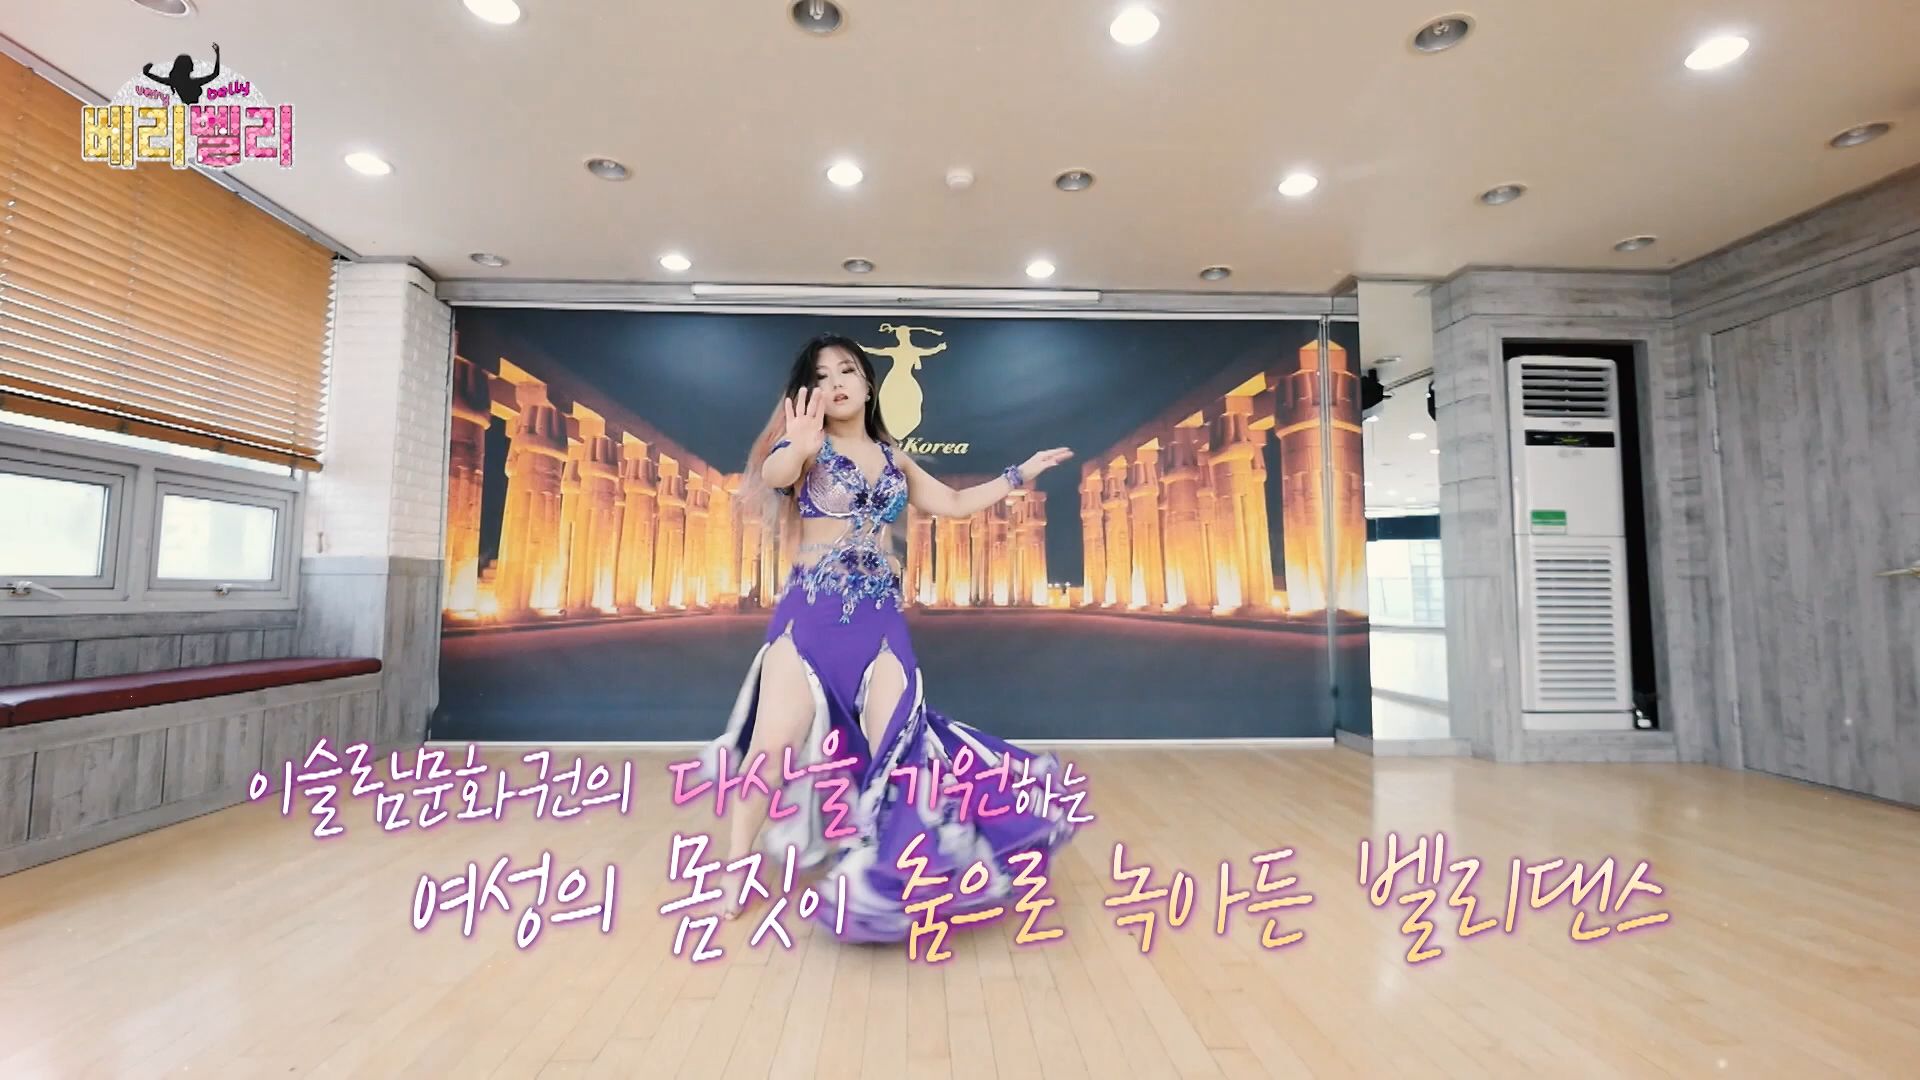 very belly
베리벨리
Korea
이슬람문화권의 다산을 기원하는
여성의 몸짓이 춤으로 녹아든 벨리댄스